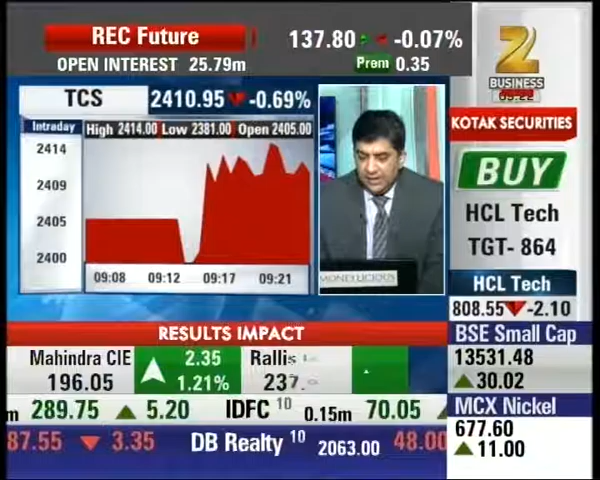 REC Future
OPEN INTEREST 25.79m
137.80 -0.07%
Prem 0.35
Z
BUSINESS
09:22
TCS 2410.95 -0.69%
Intraday High 2414.00 Low 2381.00 Open 2405.00
2414
2409
2405
2400
09:08 09:12 09:17 09:21
MONEYLICIOUS
KOTAK SECURITIES
BUY
HCL Tech
TGT- 864
HCL Tech
808.55 -2.10
RESULTS IMPACT
Mahindra CIE 2.35
196.05 1.21%
Rallis
237.
BSE Small Cap
13531.48
30.02
MCX Nickel
677.60
11.00
m 289.75 5.20 IDFC 10 0.15m 70.05
87.55 3.35 DB Realty 10 2063.00 48.00